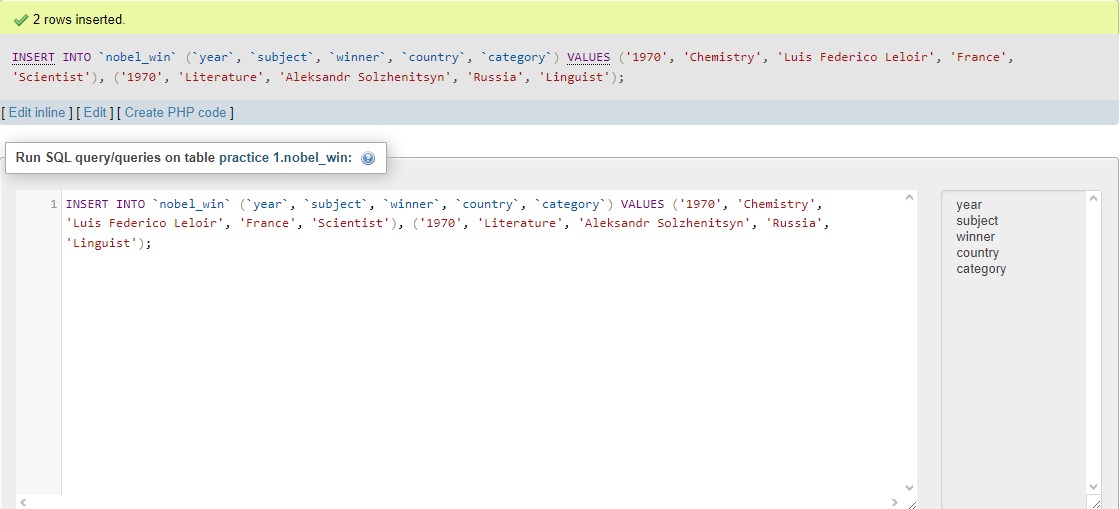 2 rows inserted.
INSERT INTO `nobel_win` (`year`, `subject`, `winner`, `country`, `category`) VALUES ('1970', 'Chemistry', 'Luis Federico Leloir', 'France',
'Scientist'), ('1970', 'Literature', 'Aleksandr Solzhenitsyn', 'Russia', 'Linguist');
[ Edit inline ] [ Edit ] [ Create PHP code ]
Run SQL query/queries on table practice 1.nobel_win:
1 INSERT INTO `nobel_win` (`year`, `subject`, `winner`, `country`, `category`) VALUES ('1970', 'Chemistry',
'Luis Federico Leloir', 'France', 'Scientist'), ('1970', 'Literature', 'Aleksandr Solzhenitsyn', 'Russia',
'Linguist');
year
subject
winner
country
category